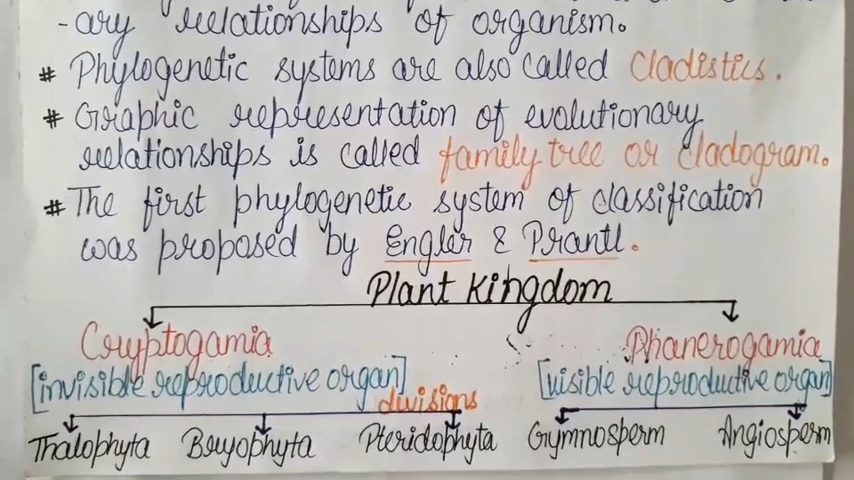 -ary relationships of organism.
# Phylogenetic systems are also called Cladistics.
# Graphic representation of evolutionary
relationships is called family tree or cladogram.
# The first phylogenetic system of classification
was proposed by Engler & Prantl.
Plant Kingdom
Cryptogamia Phanerogamia
[invisible reproductive organ] [visible reproductive organ]
divisions
Thalophyta Bryophyta Pteridophyta Gymnosperm Angiosperm